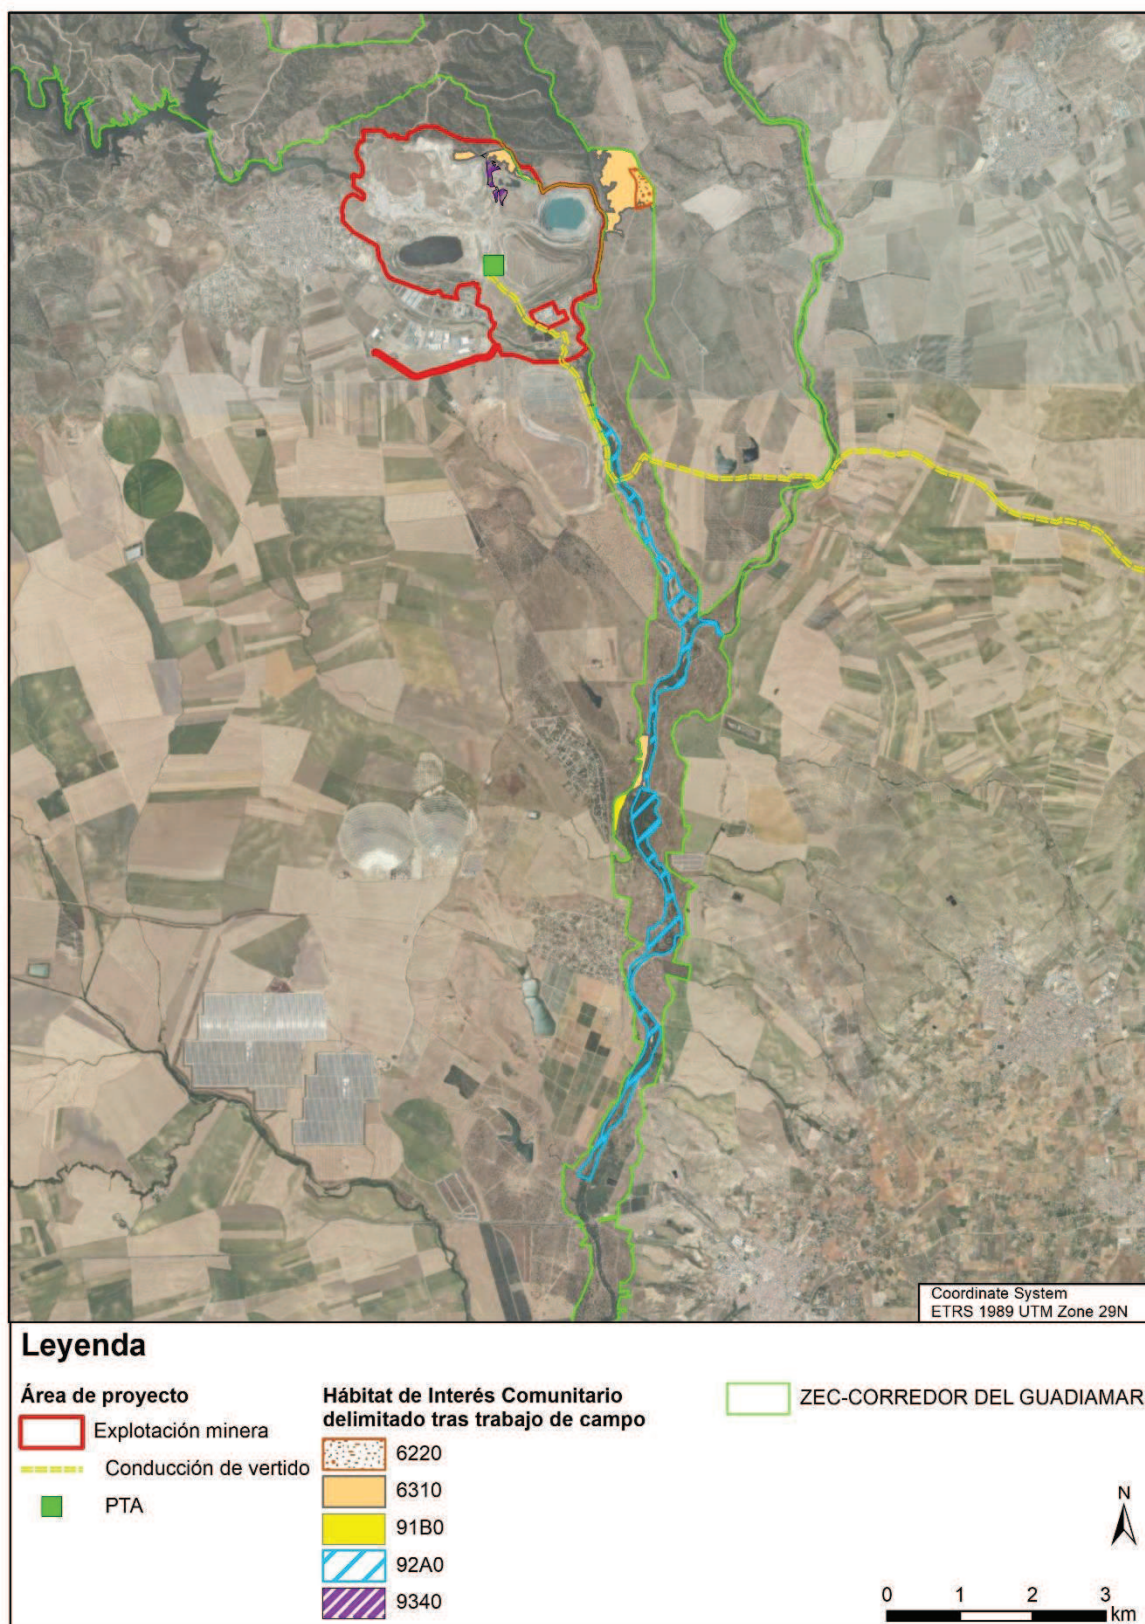 Coordinate System
ETRS 1989 UTM Zone 29N
Leyenda
Área de proyecto
Explotación minera
Conducción de vertido
PTA
Hábitat de Interés Comunitario
delimitado tras trabajo de campo
6220
6310
91B0
92A0
9340
ZEC-CORREDOR DEL GUADIAMAR
N
0 1 2 3
km